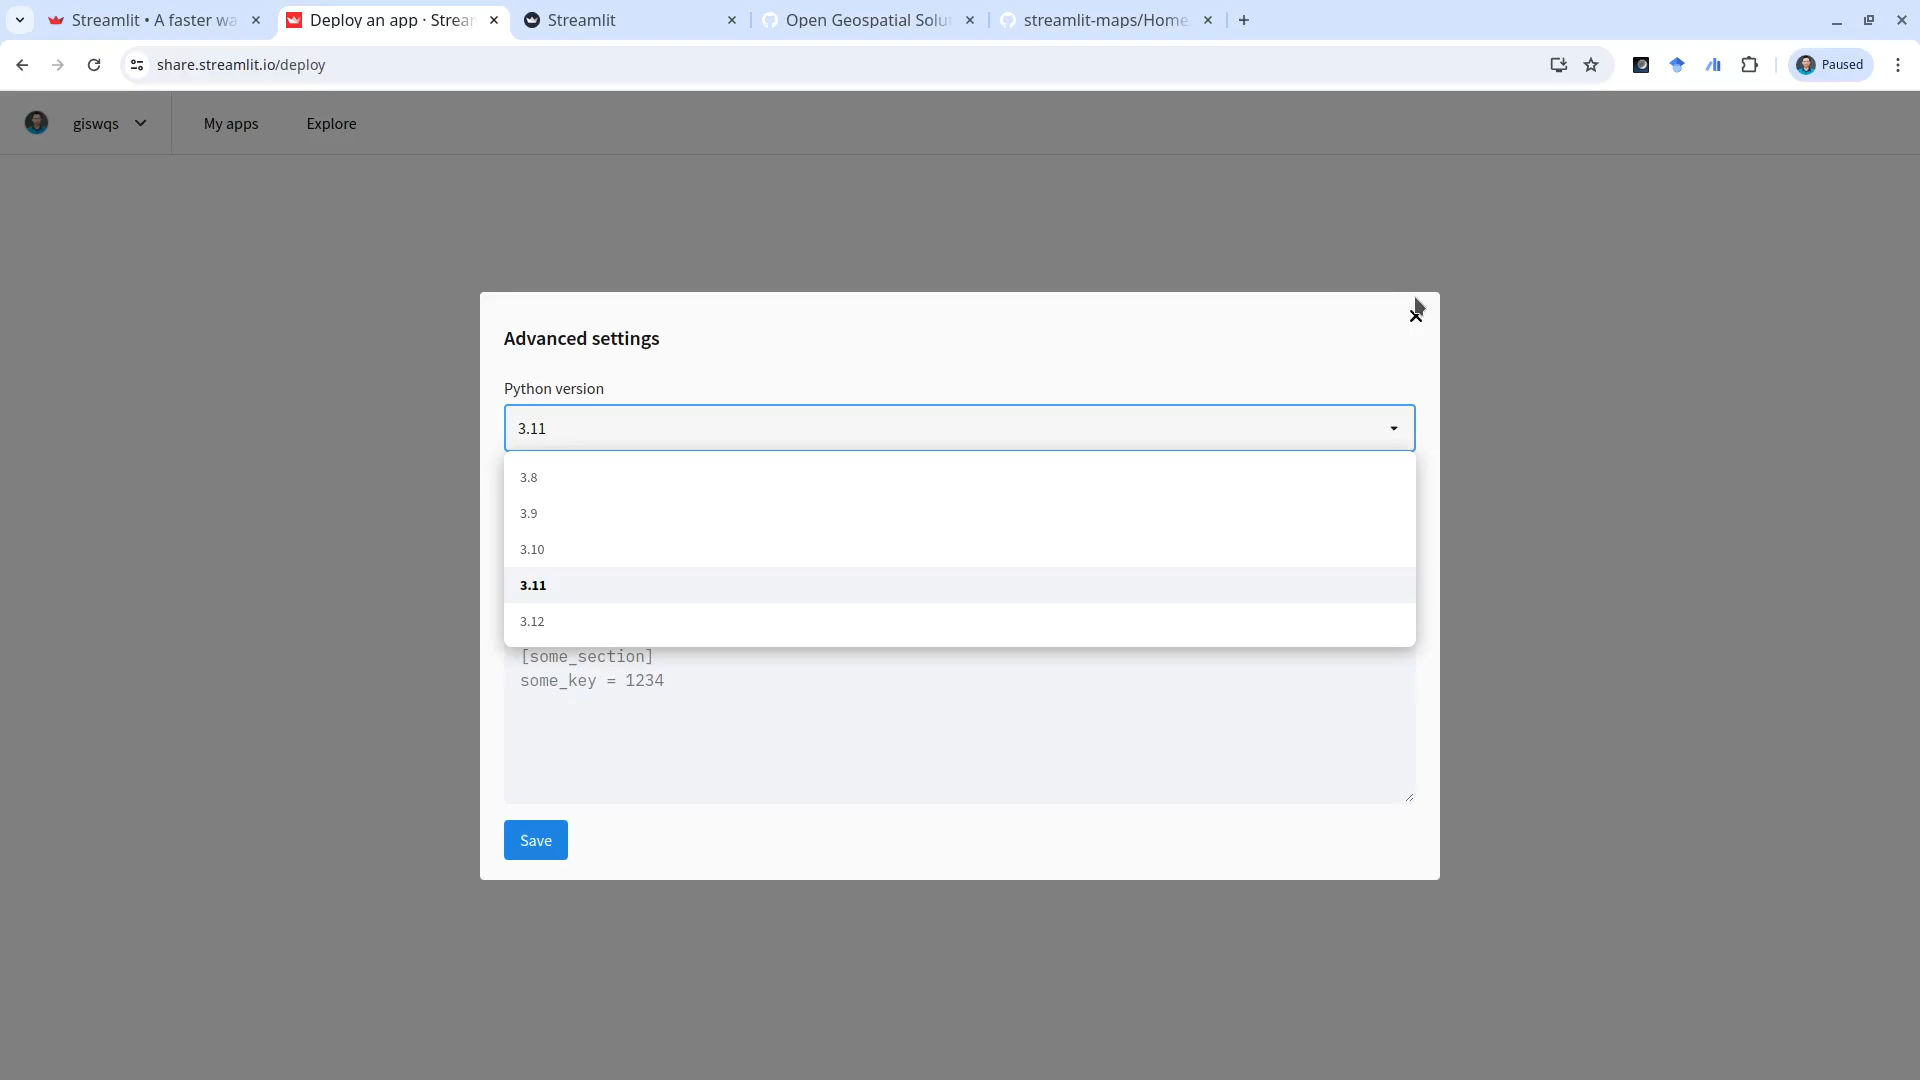 Streamlit • A faster wa
Deploy an app · Strear
Streamlit
Open Geospatial Solu
streamlit-maps/Home
share.streamlit.io/deploy
Paused
giswqs
My apps
Explore
Advanced settings
Python version
3.11
3.8
3.9
3.10
3.11
3.12
[some_section]
some_key = 1234
Save